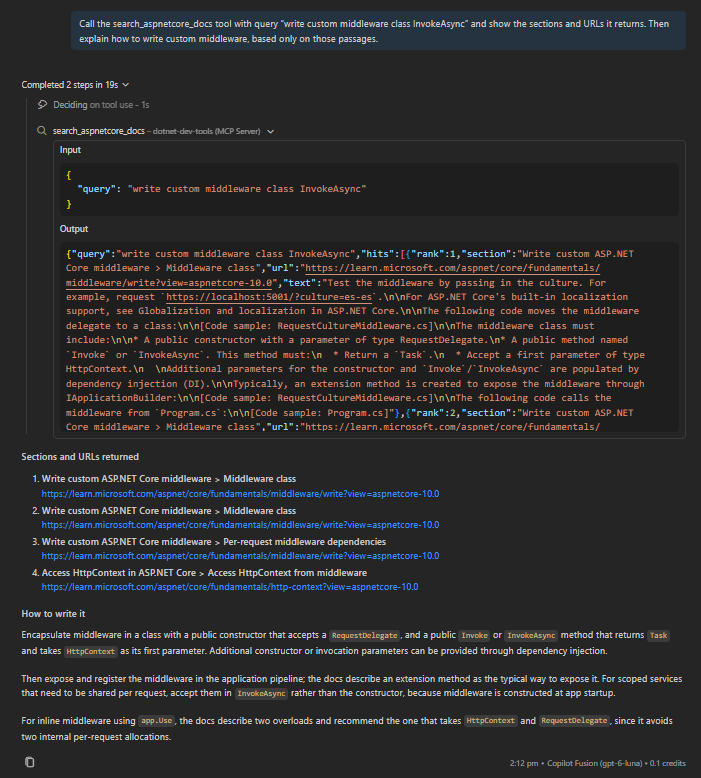 Call the search_aspnetcore_docs tool with query "write custom middleware class InvokeAsync" and show the sections and URLs it returns. Then
explain how to write custom middleware, based only on those passages.
Completed 2 steps in 19s
Deciding on tool use - 1s
search_aspnetcore_docs – dotnet-dev-tools (MCP Server)
Input
{
"query": "write custom middleware class InvokeAsync"
}
Output
{"query":"write custom middleware class InvokeAsync","hits":[{"rank":1,"section":"Write custom ASP.NET
Core middleware > Middleware class","url":"https://learn.microsoft.com/aspnet/core/fundamentals/
middleware/write?view=aspnetcore-10.0","text":"Test the middleware by passing in the culture. For
example, request `https://localhost:5001/?culture=es-es`.\n\nFor ASP.NET Core's built-in localization
support, see Globalization and localization in ASP.NET Core.\n\nThe following code moves the middleware
delegate to a class:\n\n[Code sample: RequestCultureMiddleware.cs]\n\nThe middleware class must
include:\n\n* A public constructor with a parameter of type RequestDelegate.\n* A public method named
`Invoke` or `InvokeAsync`. This method must:\n  * Return a `Task`.\n  * Accept a first parameter of type
HttpContext.\n  \nAdditional parameters for the constructor and `Invoke`/`InvokeAsync` are populated by
dependency injection (DI).\n\nTypically, an extension method is created to expose the middleware through
IApplicationBuilder:\n\n[Code sample: RequestCultureMiddleware.cs]\n\nThe following code calls the
middleware from `Program.cs`:\n\n[Code sample: Program.cs]"},{"rank":2,"section":"Write custom ASP.NET
Core middleware > Middleware class","url":"https://learn.microsoft.com/aspnet/core/fundamentals/
Sections and URLs returned
1. Write custom ASP.NET Core middleware > Middleware class
https://learn.microsoft.com/aspnet/core/fundamentals/middleware/write?view=aspnetcore-10.0
2. Write custom ASP.NET Core middleware > Middleware class
https://learn.microsoft.com/aspnet/core/fundamentals/middleware/write?view=aspnetcore-10.0
3. Write custom ASP.NET Core middleware > Per-request middleware dependencies
https://learn.microsoft.com/aspnet/core/fundamentals/middleware/write?view=aspnetcore-10.0
4. Access HttpContext in ASP.NET Core > Access HttpContext from middleware
https://learn.microsoft.com/aspnet/core/fundamentals/http-context?view=aspnetcore-10.0
How to write it
Encapsulate middleware in a class with a public constructor that accepts a RequestDelegate, and a public Invoke or InvokeAsync method that returns Task
and takes HttpContext as its first parameter. Additional constructor or invocation parameters can be provided through dependency injection.
Then expose and register the middleware in the application pipeline; the docs describe an extension method as the typical way to expose it. For scoped services
that need to be shared per request, accept them in InvokeAsync rather than the constructor, because middleware is constructed at app startup.
For inline middleware using app.Use, the docs describe two overloads and recommend the one that takes HttpContext and RequestDelegate, since it avoids
two internal per-request allocations.
2:12 pm • Copilot Fusion (gpt-6-luna) • 0.1 credits